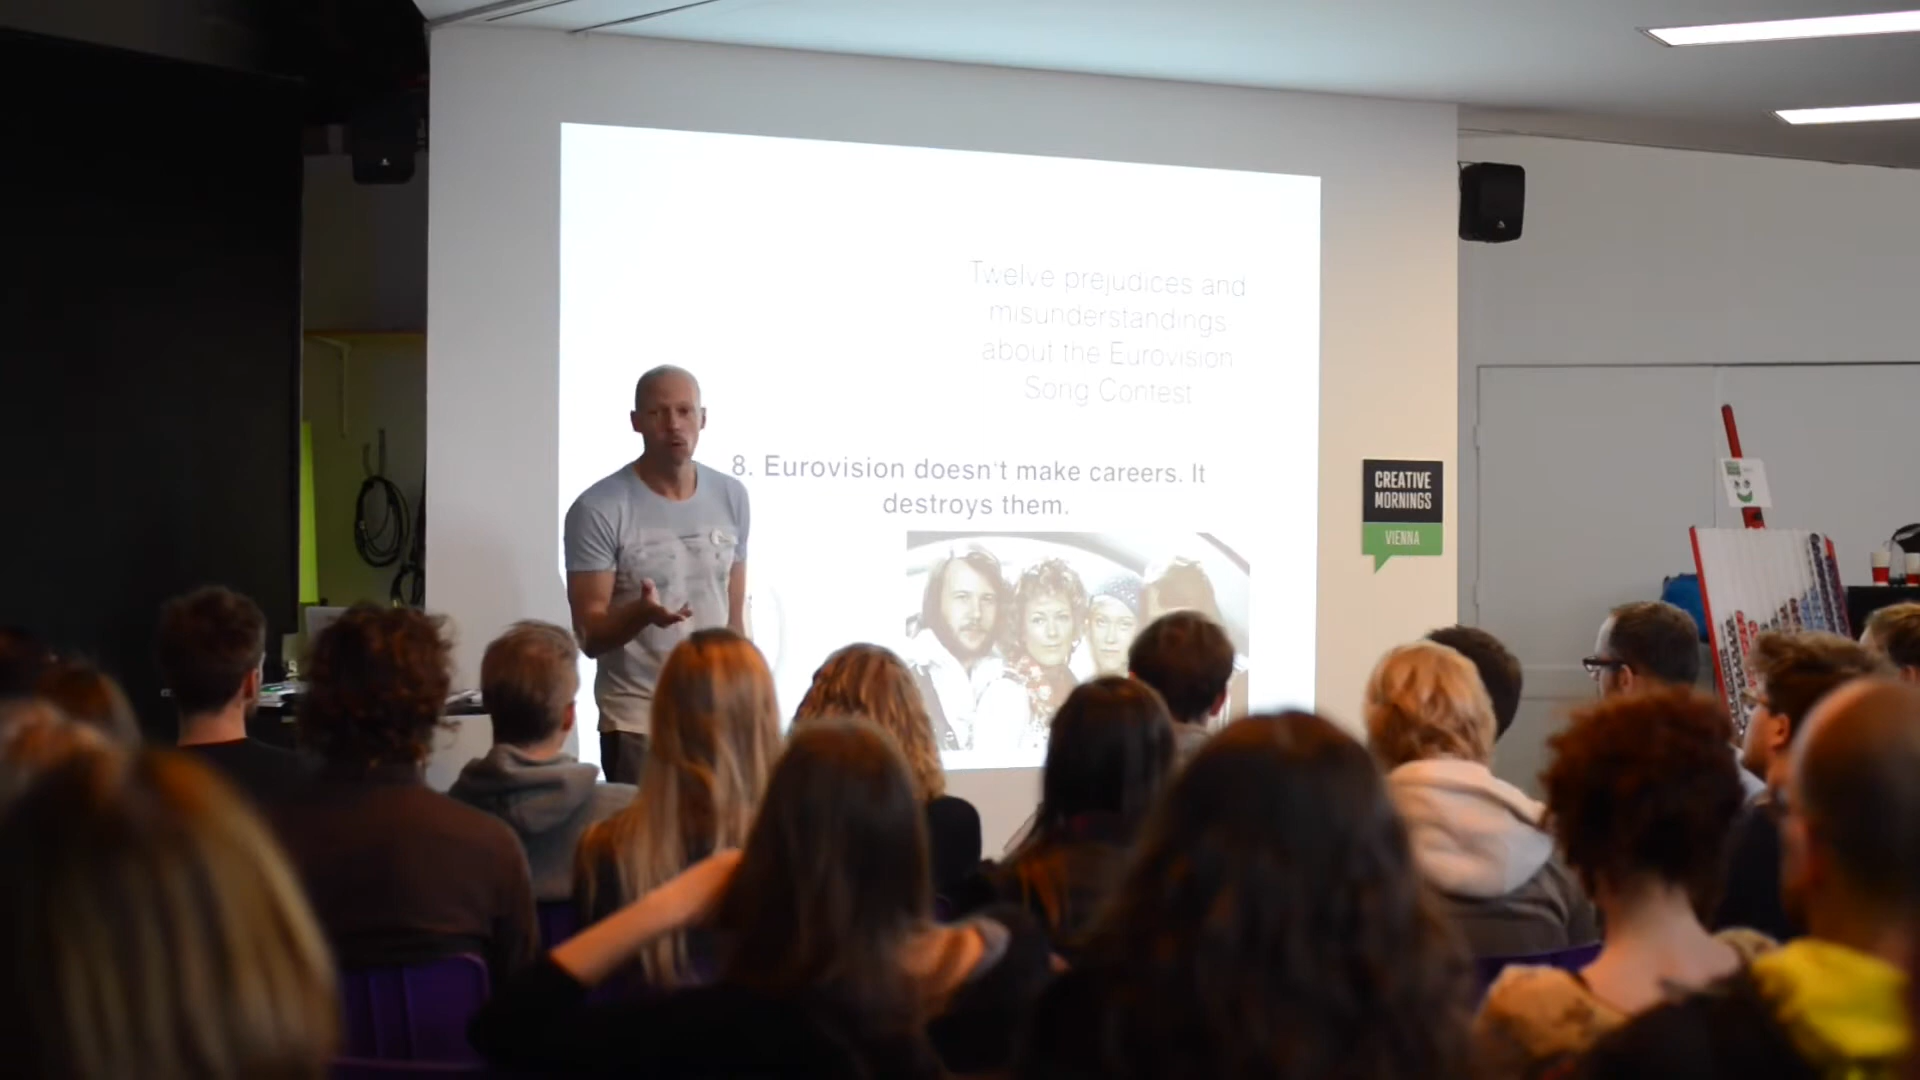 Twelve prejudices and
misunderstandings
about the Eurovision
Song Contest
8. Eurovision doesn't make careers. It
destroys them.
CREATIVE
MORNINGS
VIENNA